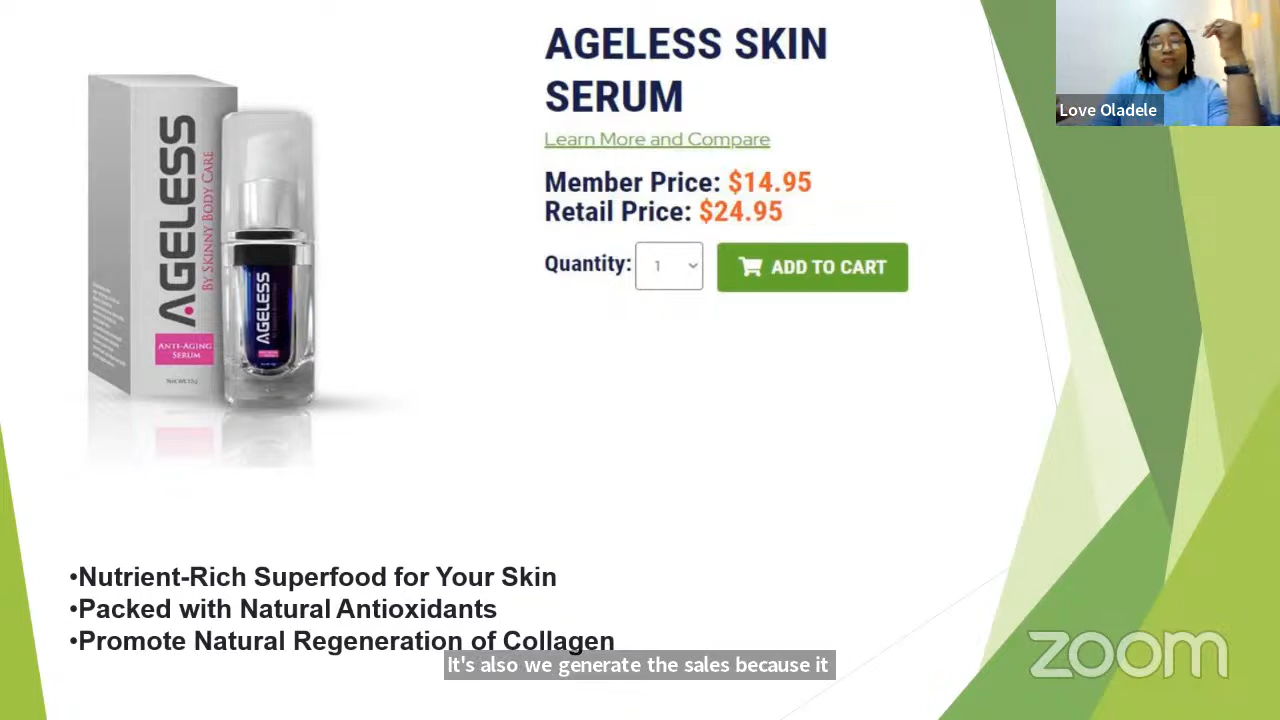 AGELESS SKIN
SERUM
Learn More and Compare
Member Price: $14.95
Retail Price: $24.95
Quantity: 1 ADD TO CART
Love Oladele
AGELESS
BY SKINNY BODY CARE
ANTI-AGING
SERUM
AGELESS
•Nutrient-Rich Superfood for Your Skin
•Packed with Natural Antioxidants
•Promote Natural Regeneration of Collagen
It's also we generate the sales because it
zoom